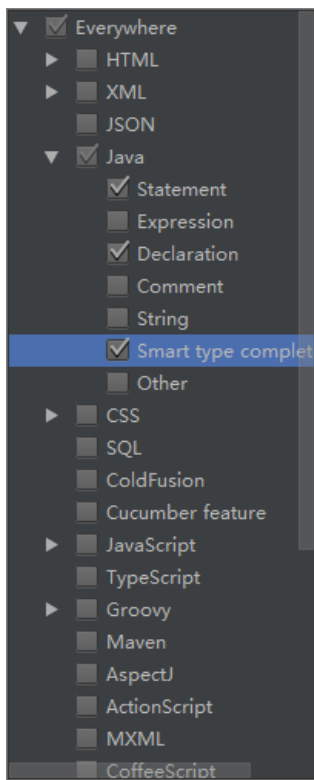 Everywhere
HTML
XML
JSON
Java
Statement
Expression
Declaration
Comment
String
Smart type complet
Other
CSS
SQL
ColdFusion
Cucumber feature
JavaScript
TypeScript
Groovy
Maven
AspectJ
ActionScript
MXML
CoffeeScript